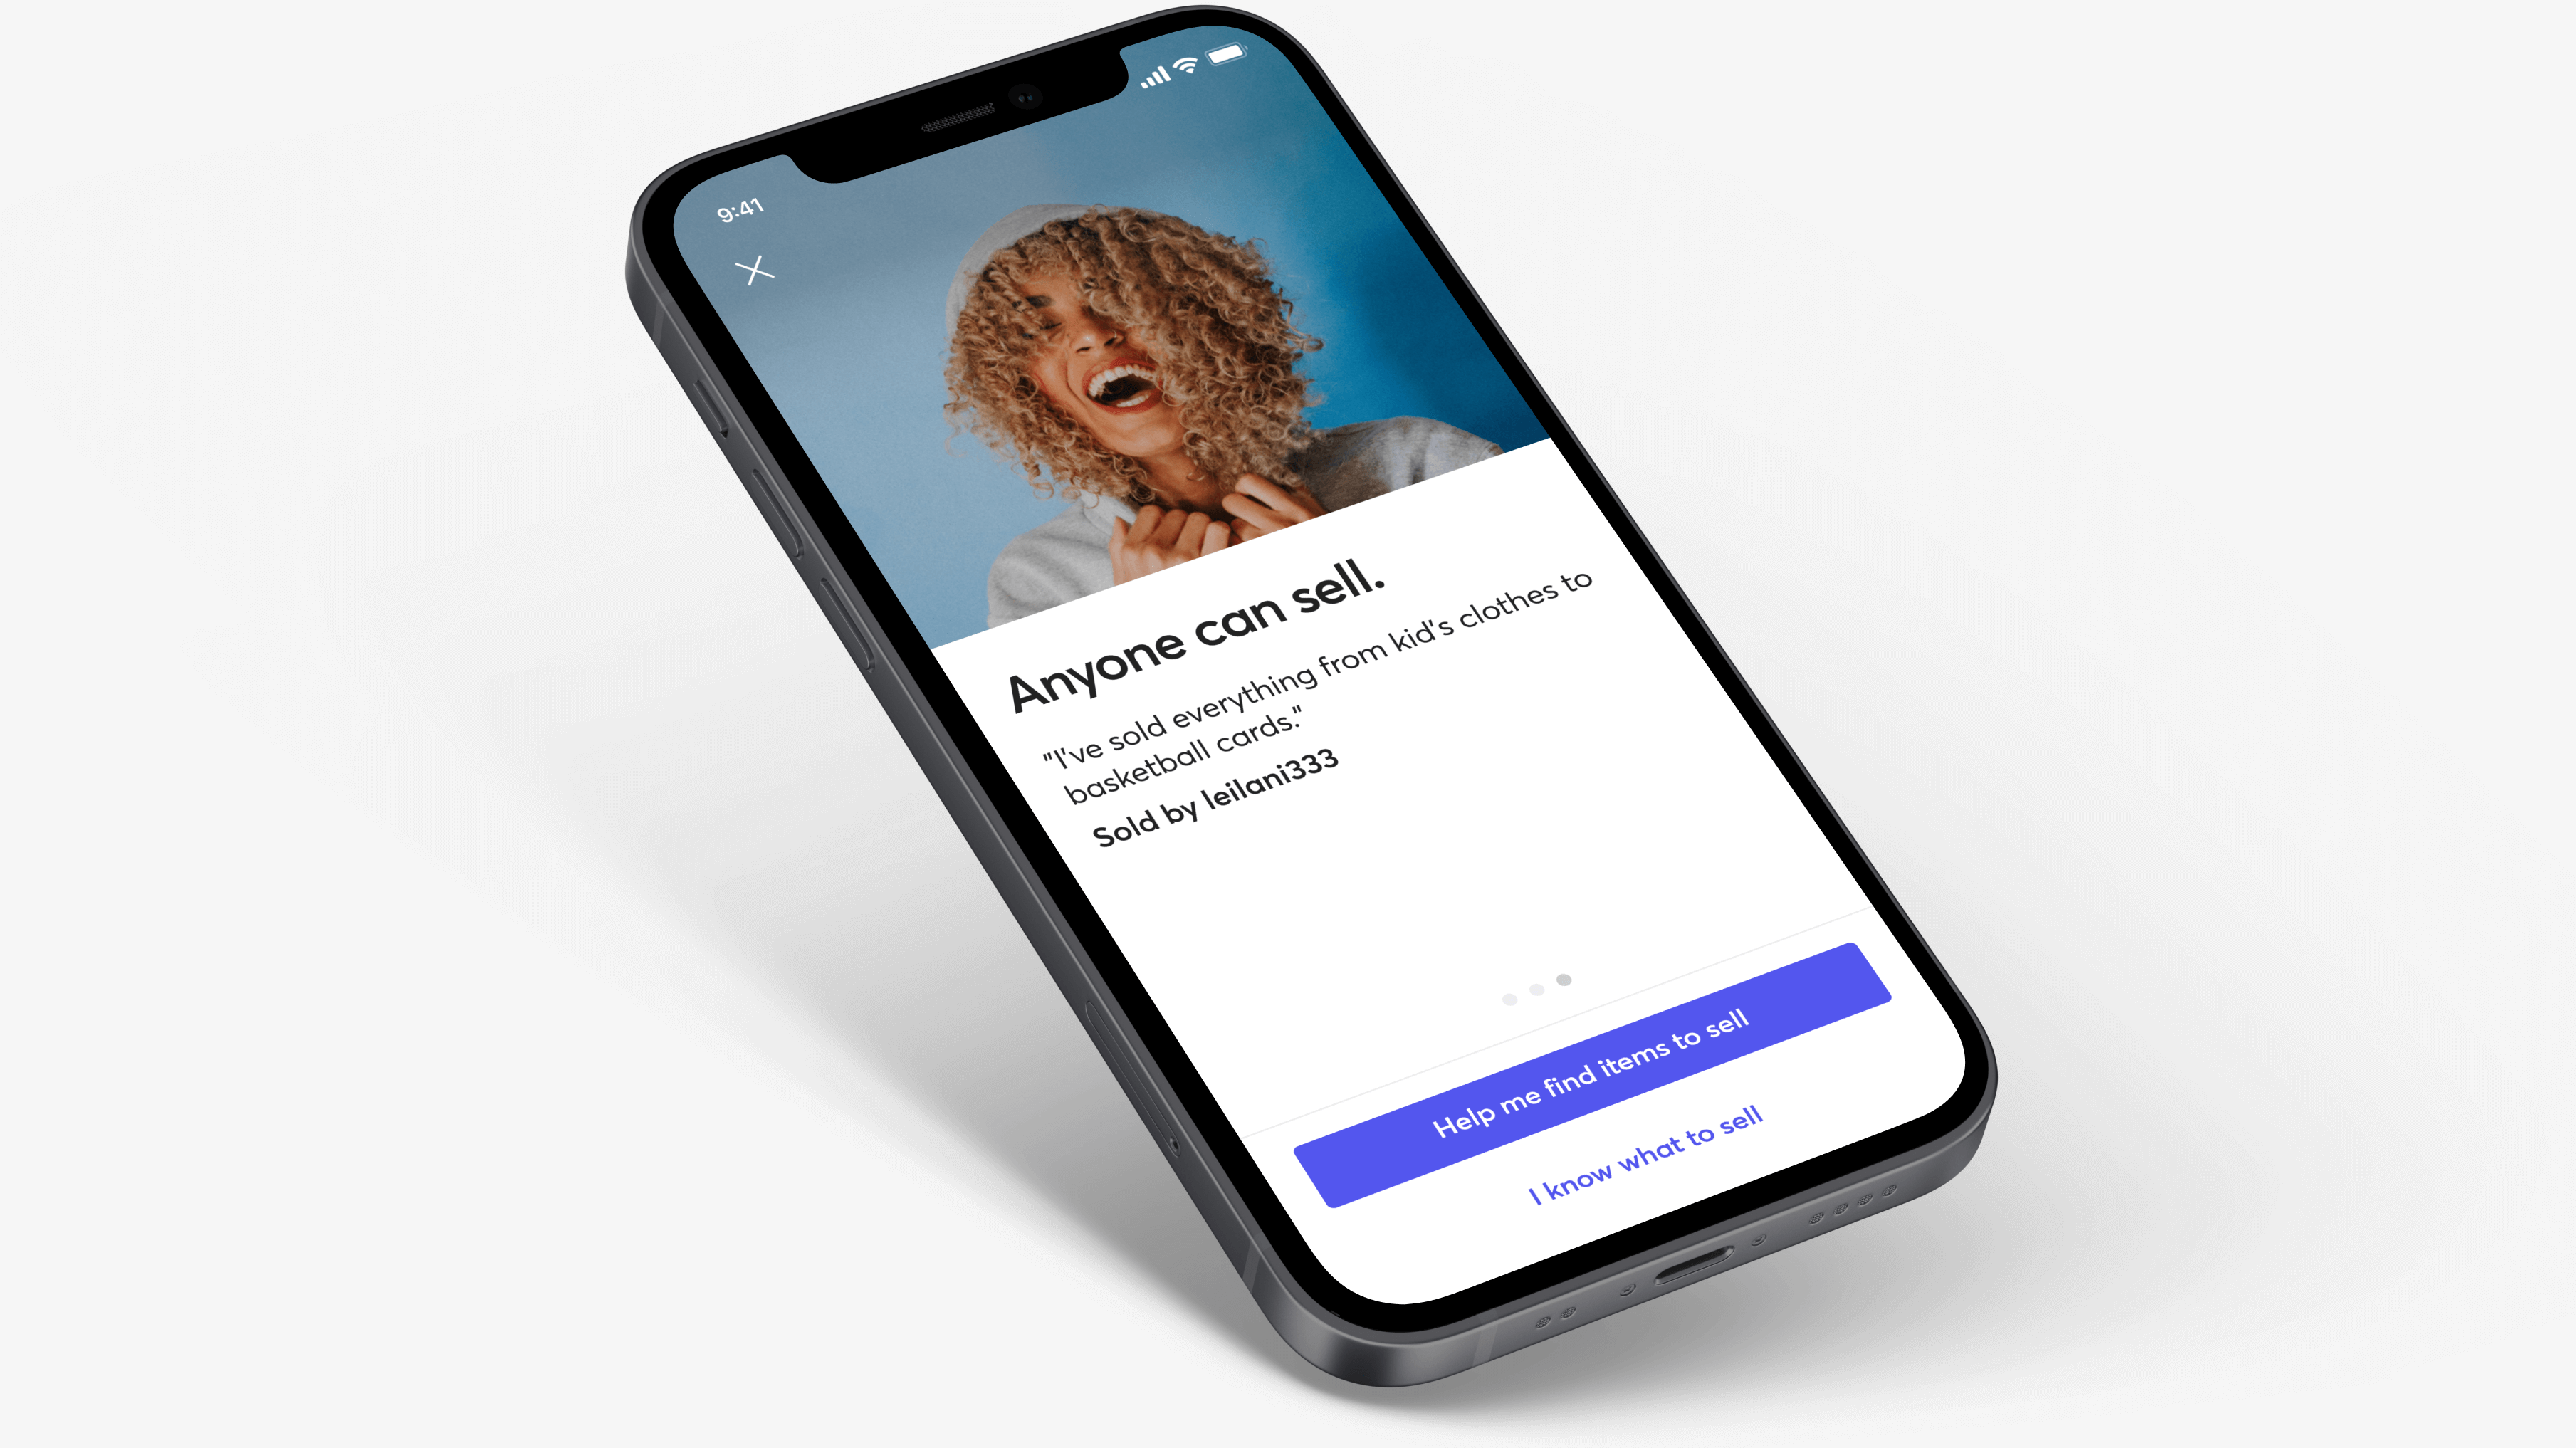 9:41
Anyone can sell.
"I've sold everything from kid's clothes to
basketball cards."
Sold by leilani333
Help me find items to sell
I know what to sell